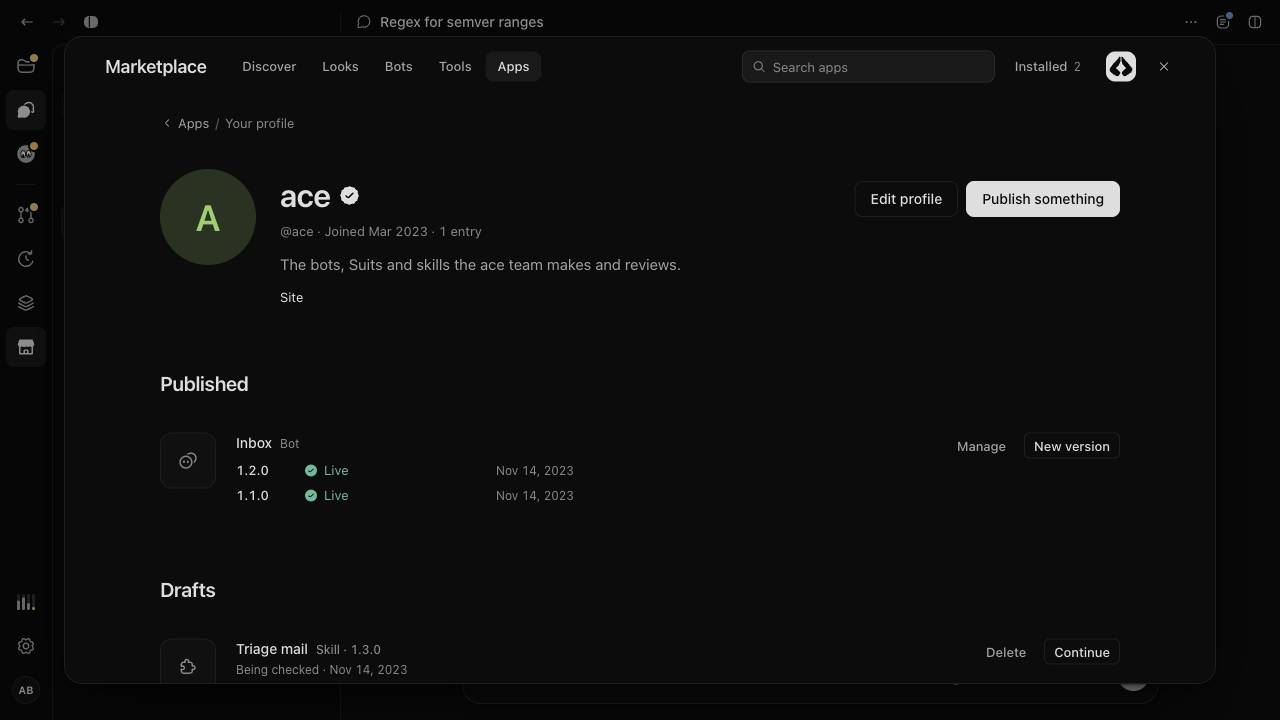 Regex for semver ranges
Marketplace
Discover
Looks
Bots
Tools
Apps
Search apps
Installed 2
Apps / Your profile
A
ace
Edit profile
Publish something
@ace · Joined Mar 2023 · 1 entry
The bots, Suits and skills the ace team makes and reviews.
Site
Published
Inbox Bot
Manage
New version
1.2.0 Live Nov 14, 2023
1.1.0 Live Nov 14, 2023
Drafts
Triage mail Skill · 1.3.0
Delete
Continue
Being checked · Nov 14, 2023
AB